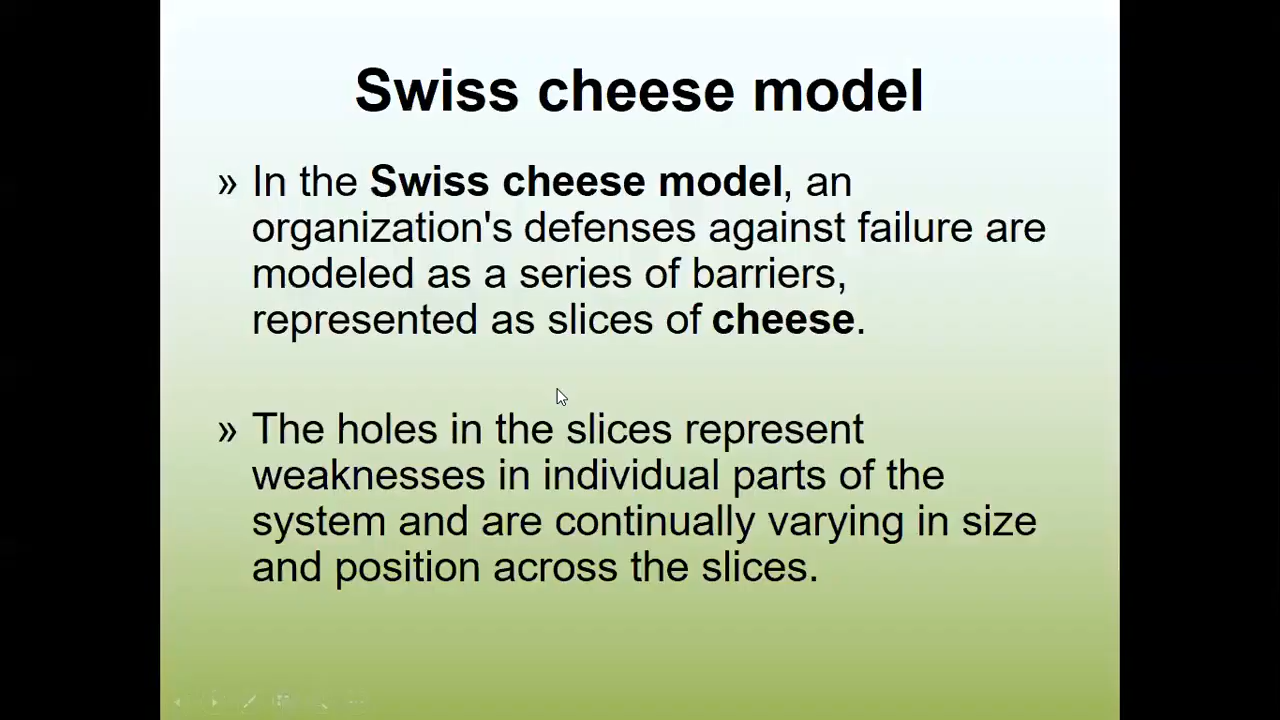 Swiss cheese model
» In the Swiss cheese model, an
organization's defenses against failure are
modeled as a series of barriers,
represented as slices of cheese.
» The holes in the slices represent
weaknesses in individual parts of the
system and are continually varying in size
and position across the slices.